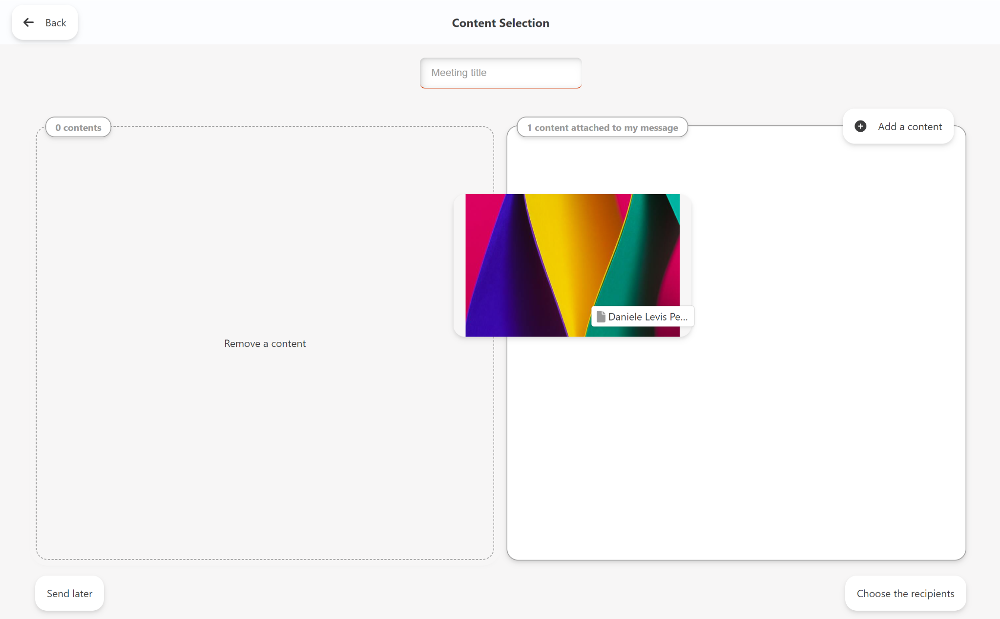 Back
Content Selection
Meeting title
0 contents
1 content attached to my message
Add a content
Daniele Levis Pe...
Remove a content
Send later
Choose the recipients